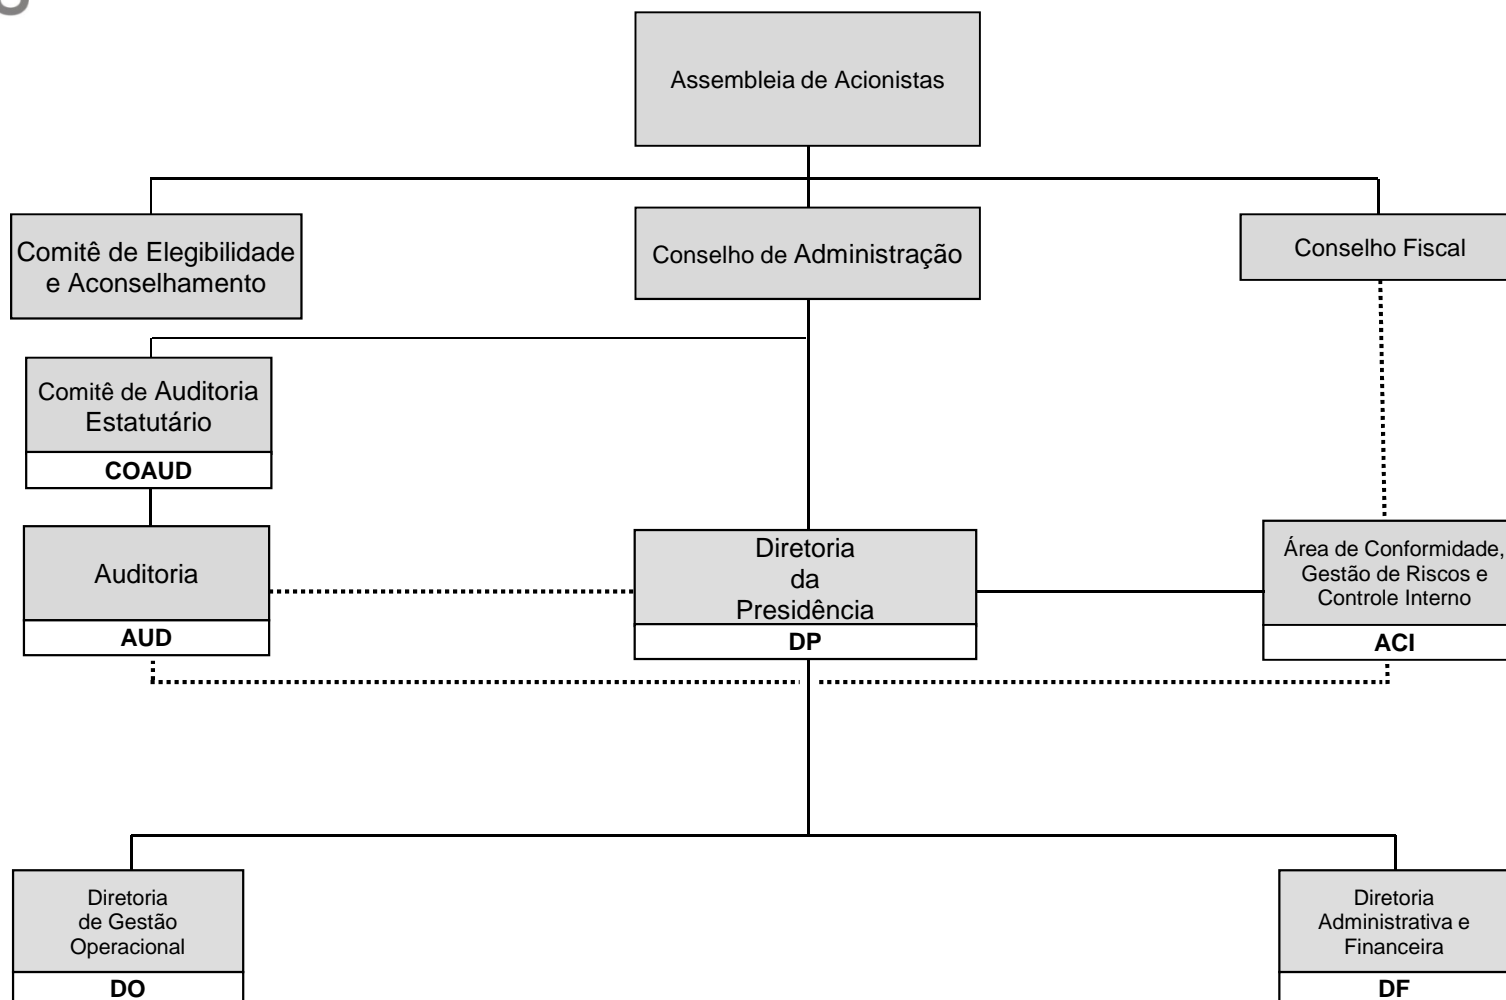 Assembleia de Acionistas
Comitê de Elegibilidade
e Aconselhamento
Conselho de Administração
Conselho Fiscal
Comitê de Auditoria
Estatutário
COAUD
Auditoria
AUD
Diretoria
da
Presidência
DP
Área de Conformidade,
Gestão de Riscos e
Controle Interno
ACI
Diretoria
de Gestão
Operacional
DO
Diretoria
Administrativa e
Financeira
DF